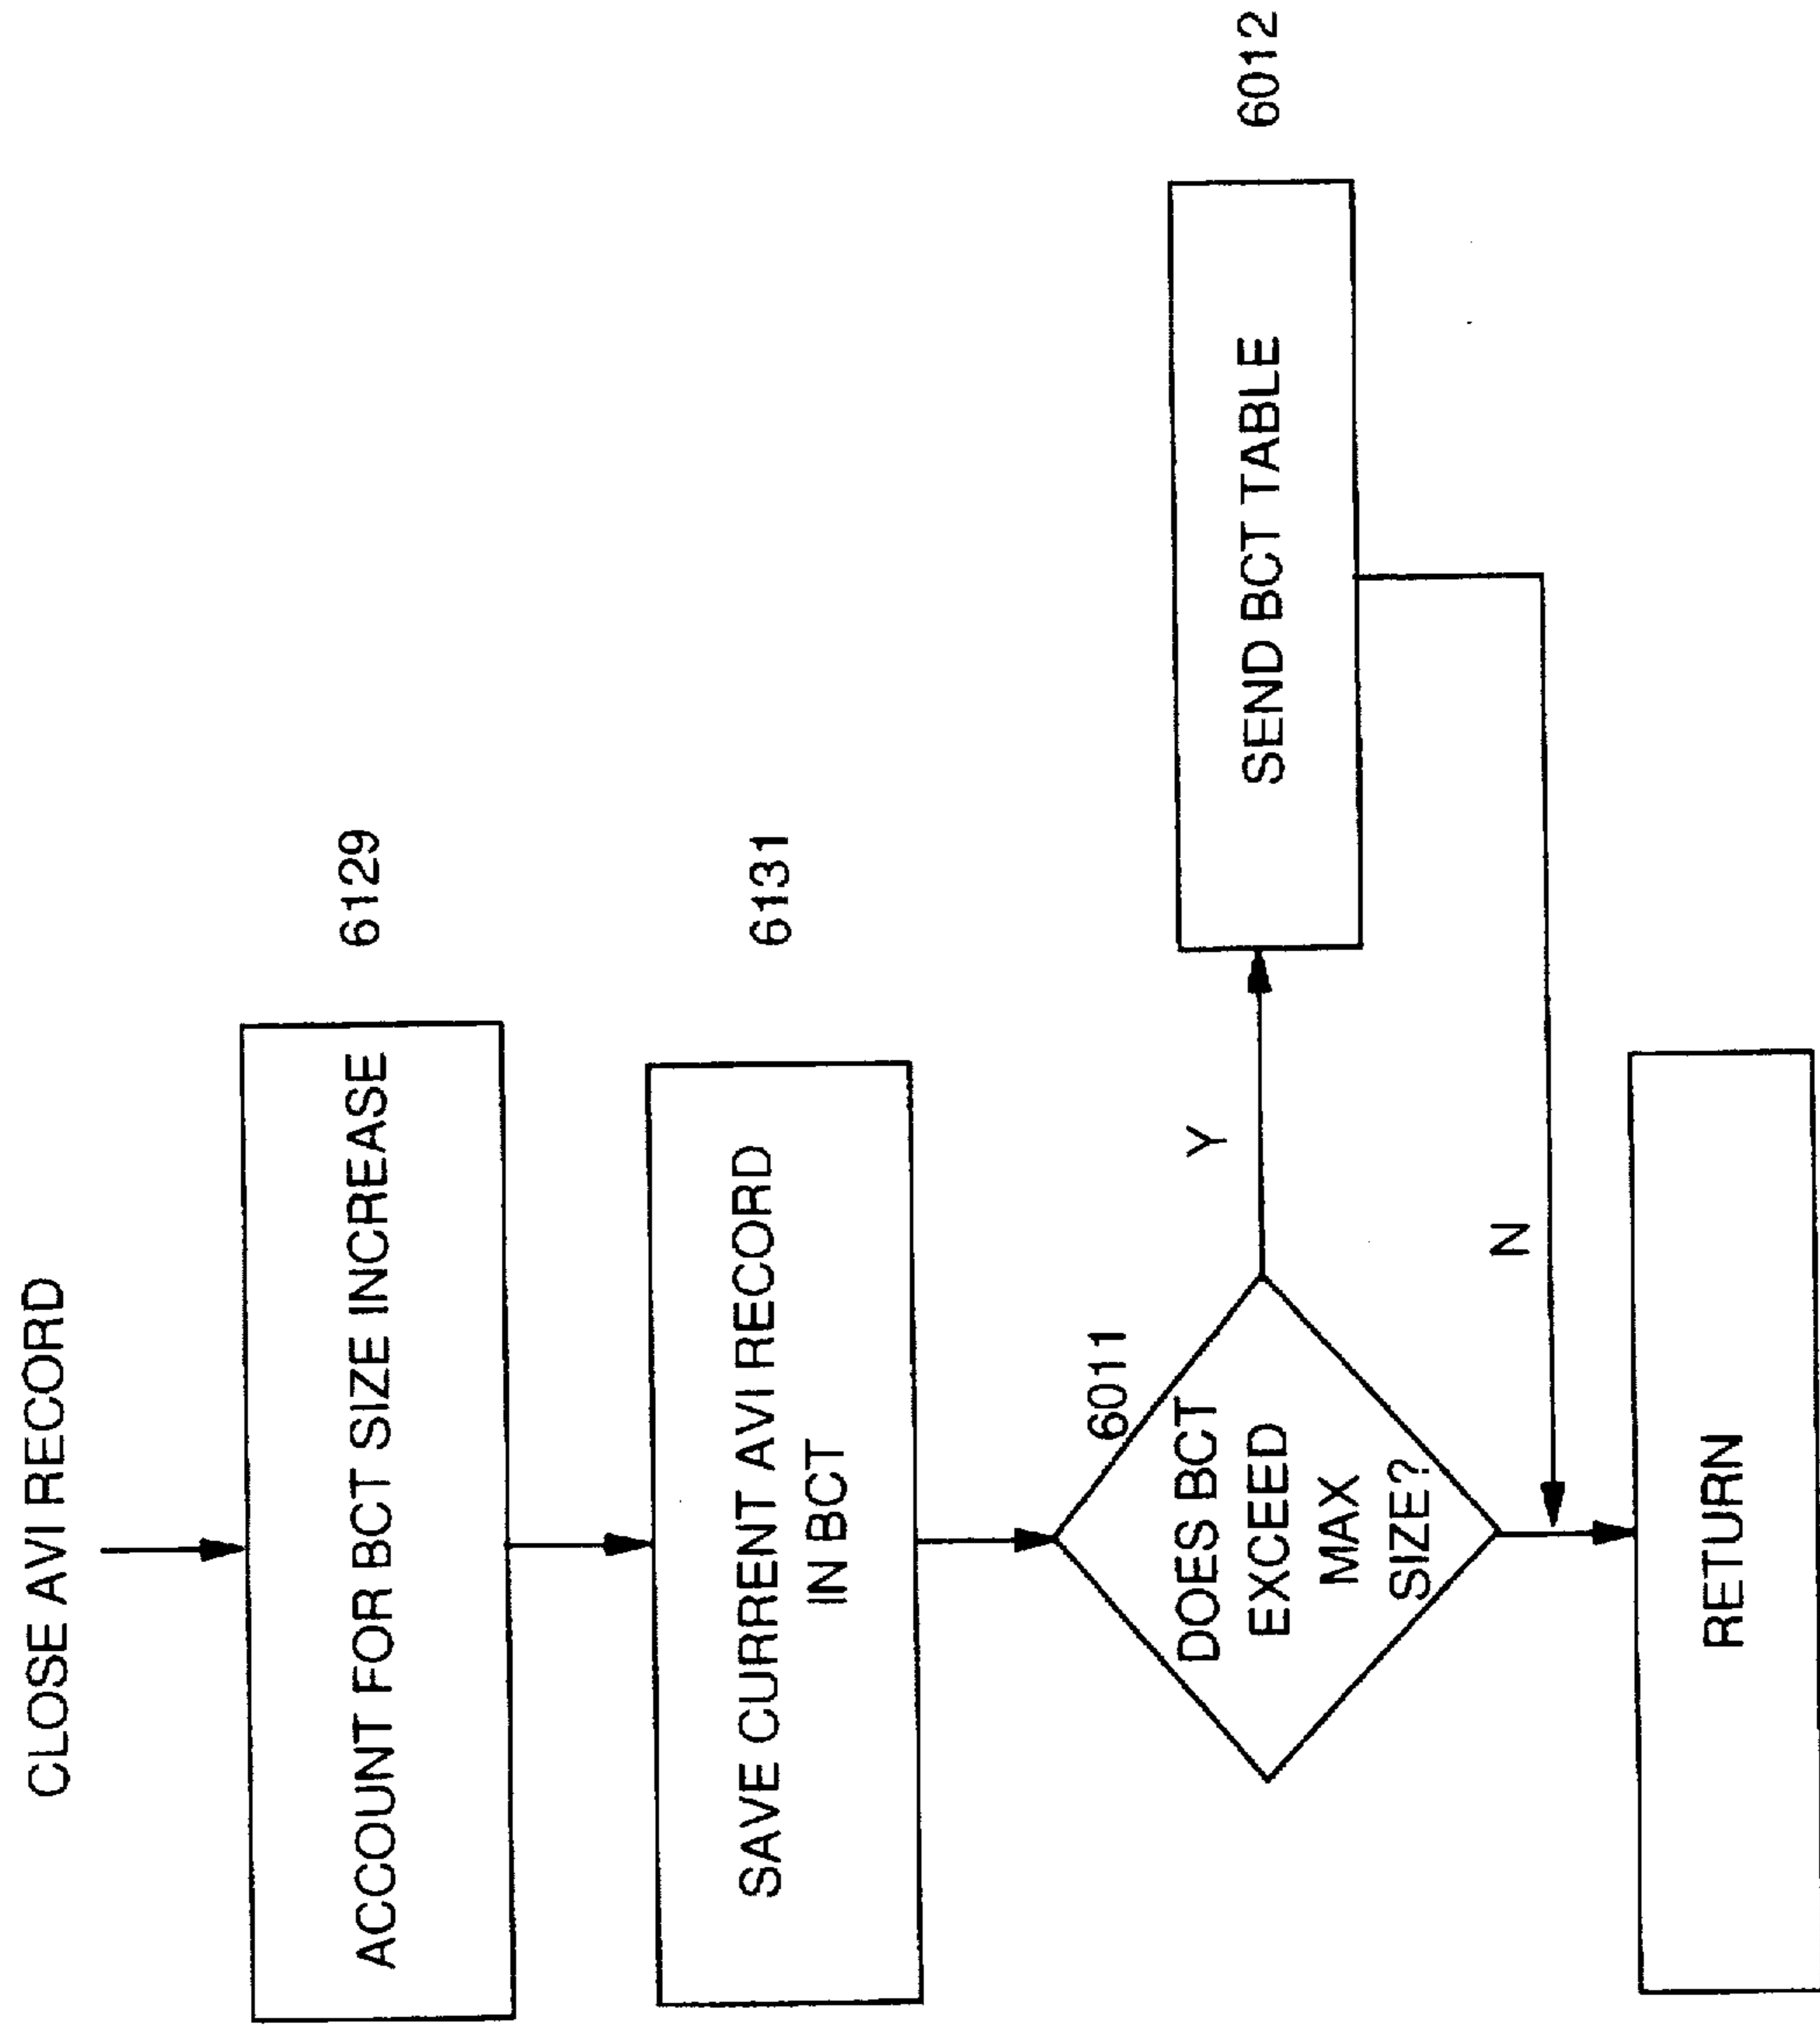 CLOSE AVI RECORD
ACCOUNT FOR BCT SIZE INCREASE
6129
SAVE CURRENT AVI RECORD
IN BCT
6131
6011
DOES BCT
EXCEED
MAX
SIZE?
Y
SEND BCT TABLE
6012
N
RETURN